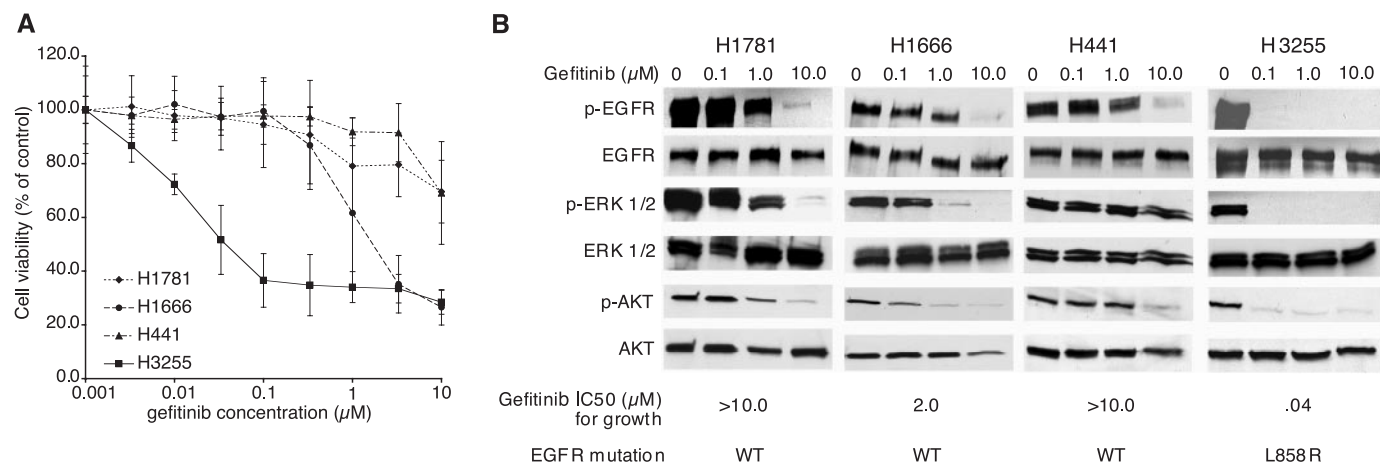 A
120.0
100.0
80.0
60.0
40.0
20.0
0.0
Cell viability (% of control)
H1781
H1666
H441
H3255
0.001 0.01 0.1 1 10
gefitinib concentration (µM)
B
H1781 H1666 H441 H3255
Gefitinib (µM) 0 0.1 1.0 10.0 0 0.1 1.0 10.0 0 0.1 1.0 10.0 0 0.1 1.0 10.0
p-EGFR
EGFR
p-ERK 1/2
ERK 1/2
p-AKT
AKT
Gefitinib IC50 (µM)
for growth
>10.0 2.0 >10.0 .04
EGFR mutation WT WT WT L858R